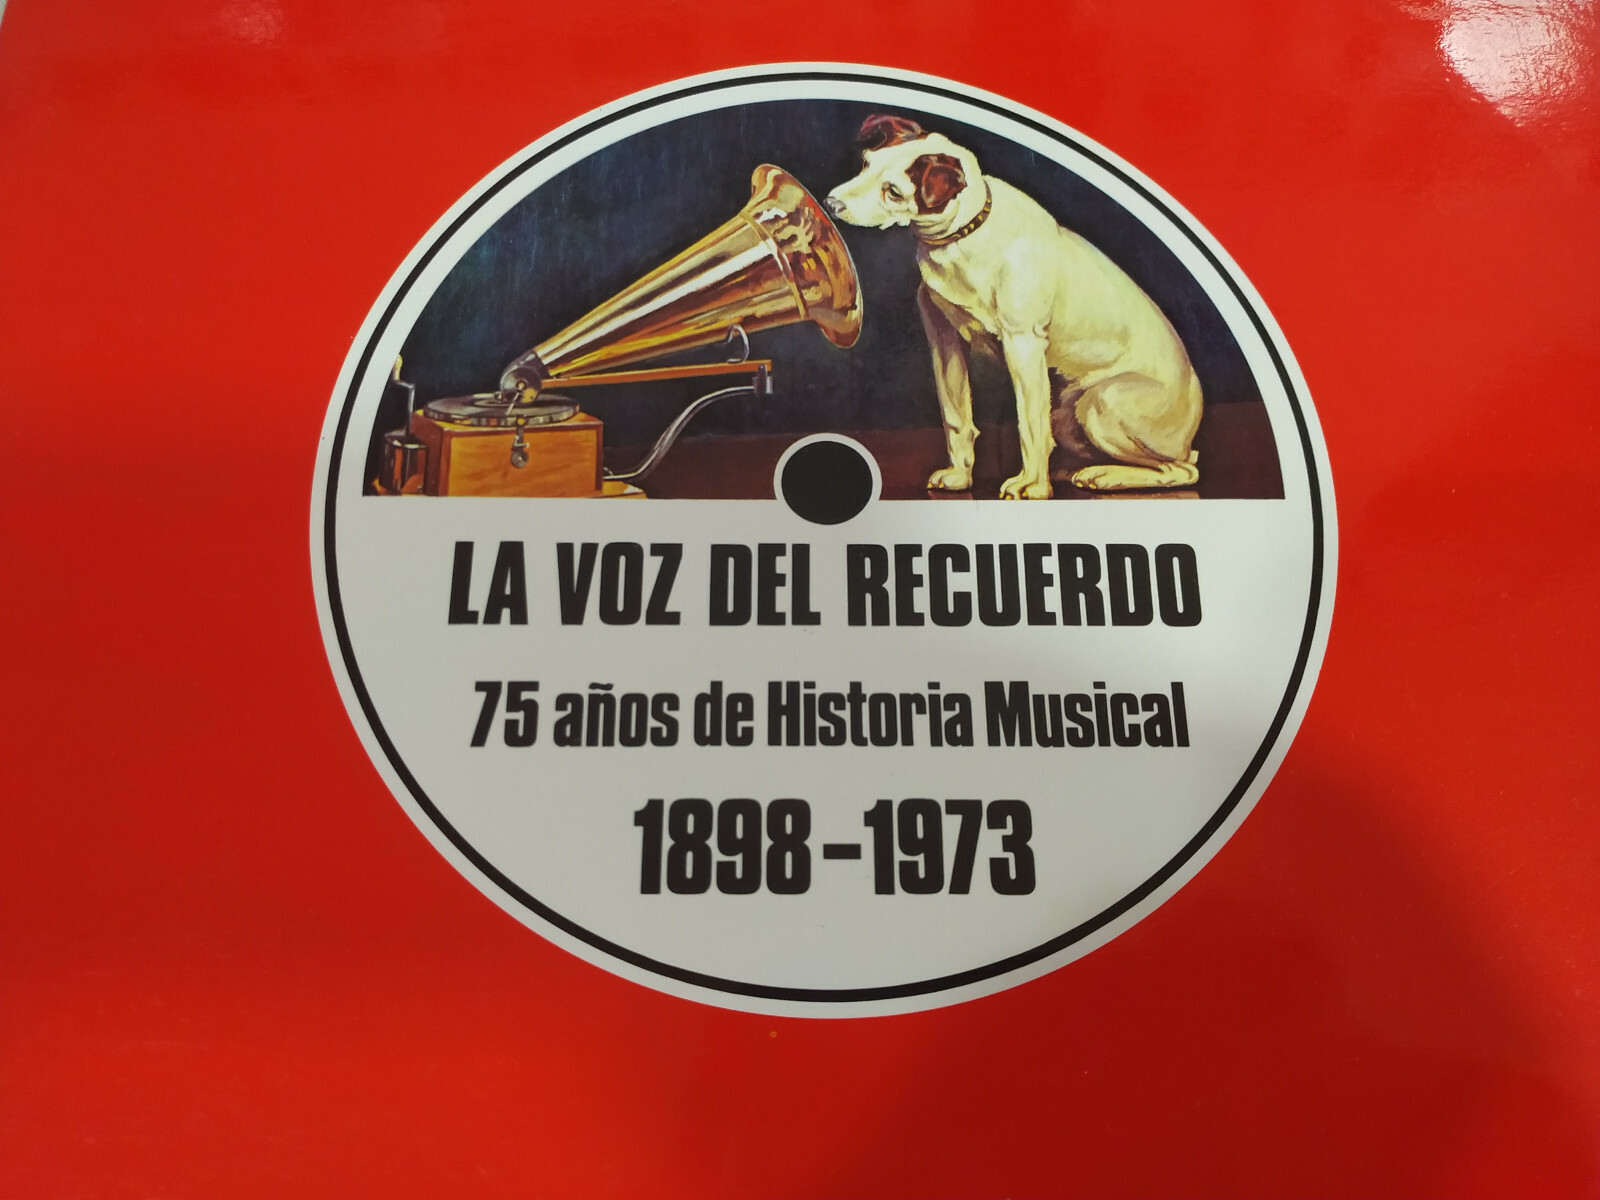 LA VOZ DEL RECUERDO
75 años de Historia Musical
1898-1973